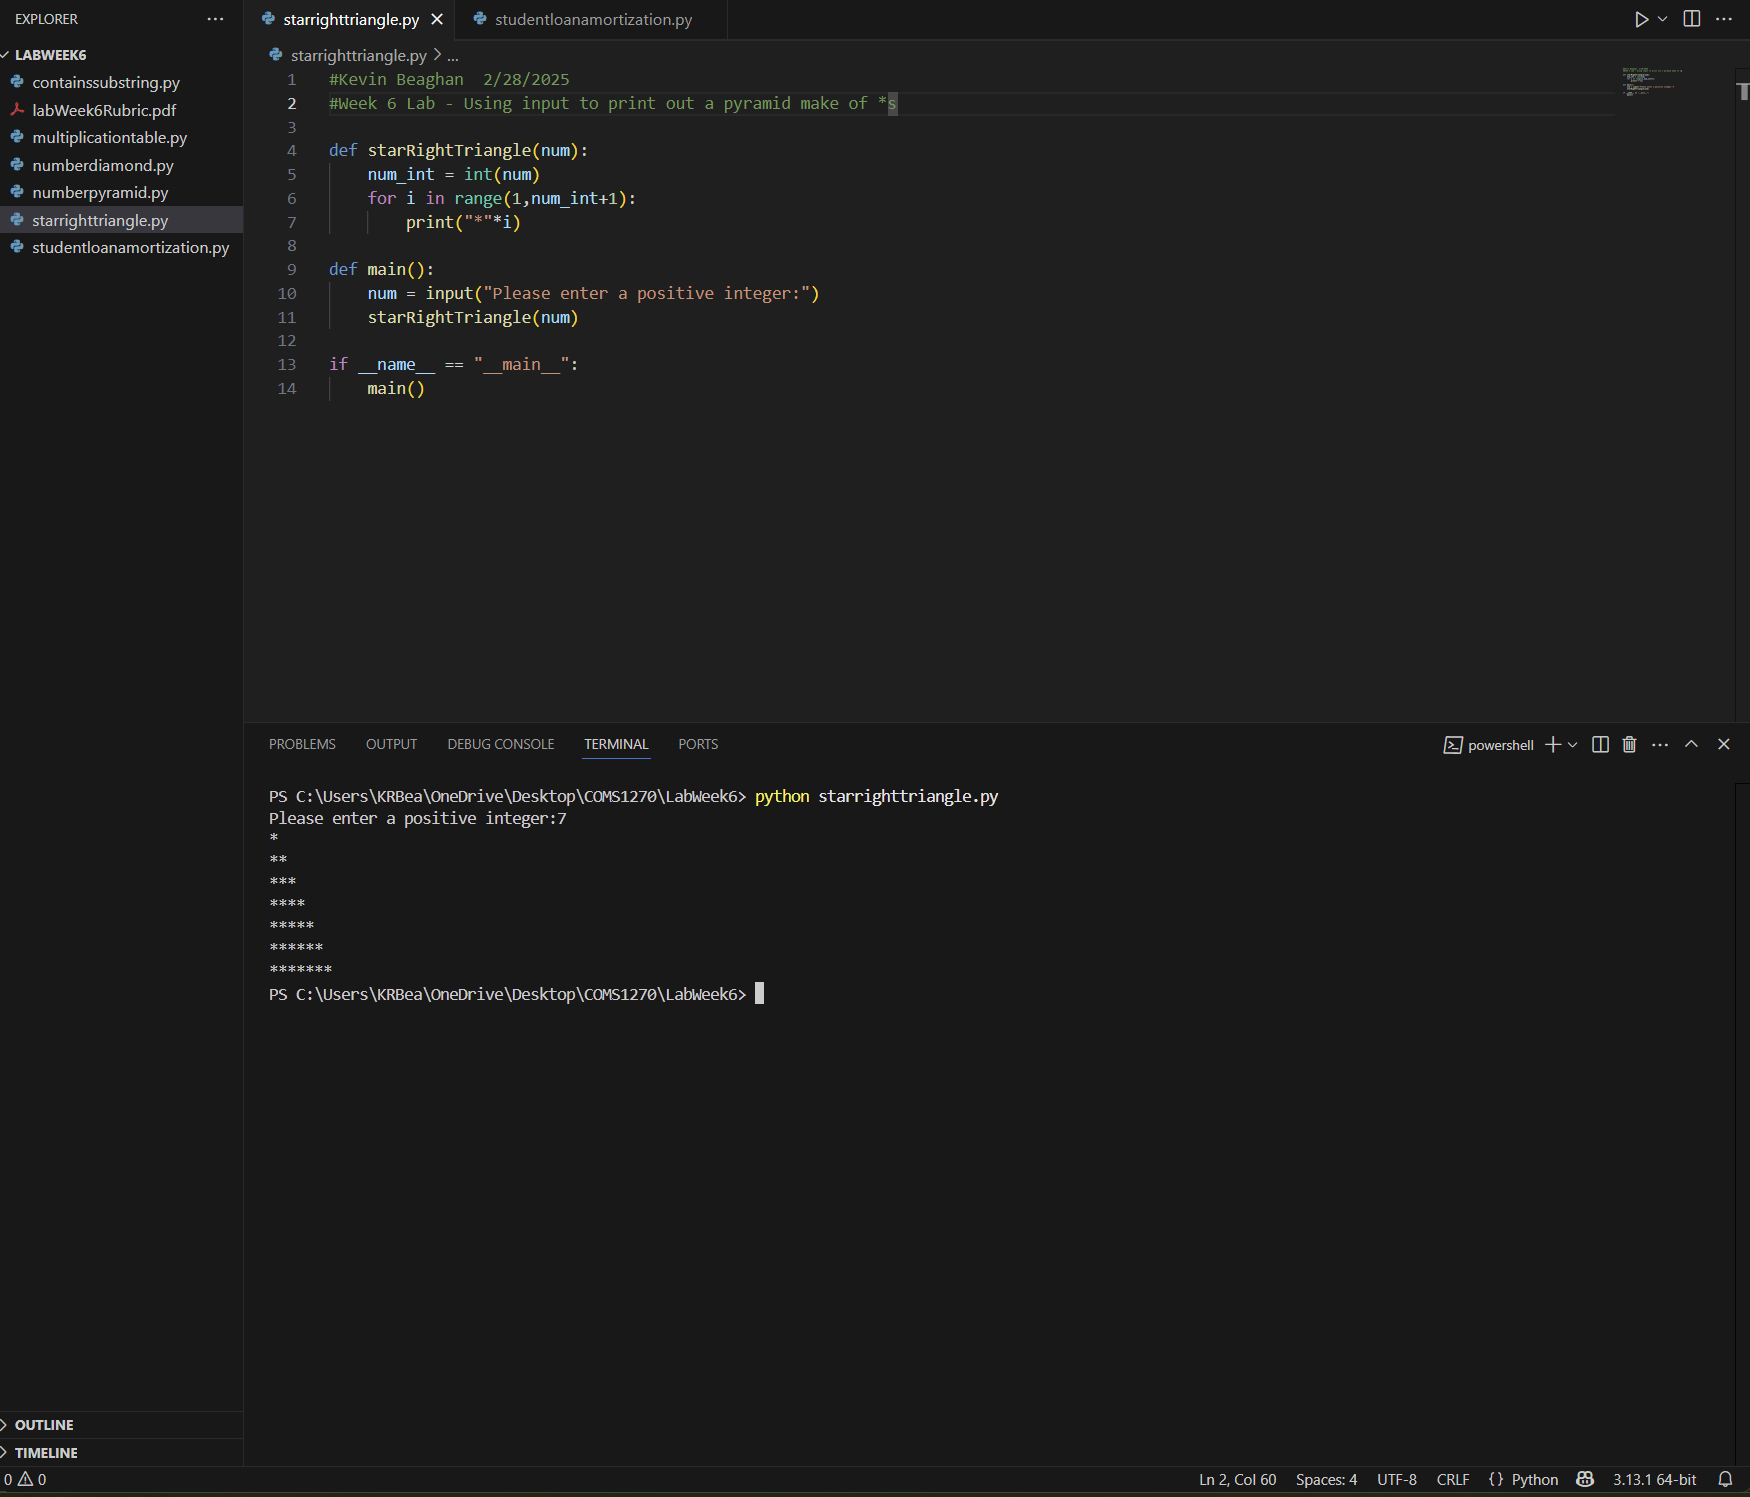 EXPLORER
LABWEEK6
containssubstring.py
labWeek6Rubric.pdf
multiplicationtable.py
numberdiamond.py
numberpyramid.py
starrighttriangle.py
studentloanamortization.py
OUTLINE
TIMELINE
starrighttriangle.py
studentloanamortization.py
starrighttriangle.py > ...
1 #Kevin Beaghan  2/28/2025
2 #Week 6 Lab - Using input to print out a pyramid make of *s
3
4 def starRightTriangle(num):
5     num_int = int(num)
6     for i in range(1,num_int+1):
7         print("*"*i)
8
9 def main():
10     num = input("Please enter a positive integer:")
11     starRightTriangle(num)
12
13 if __name__ == "__main__":
14     main()
PROBLEMS OUTPUT DEBUG CONSOLE TERMINAL PORTS
powershell
PS C:\Users\KRBea\OneDrive\Desktop\COMS1270\LabWeek6> python starrighttriangle.py
Please enter a positive integer:7
*
**
***
****
*****
******
*******
PS C:\Users\KRBea\OneDrive\Desktop\COMS1270\LabWeek6>
0 0 Ln 2, Col 60 Spaces: 4 UTF-8 CRLF {} Python 3.13.1 64-bit